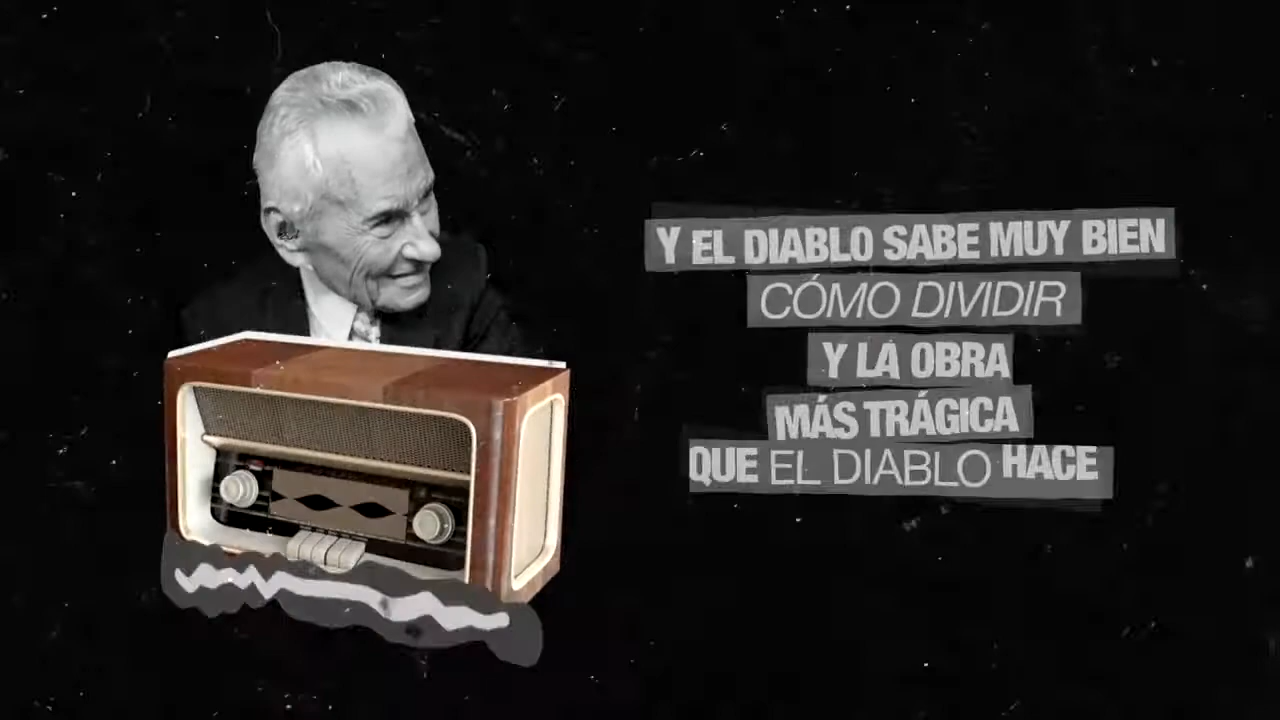 Y EL DIABLO SABE MUY BIEN
CÓMO DIVIDIR
Y LA OBRA
MÁS TRÁGICA
QUE EL DIABLO HACE